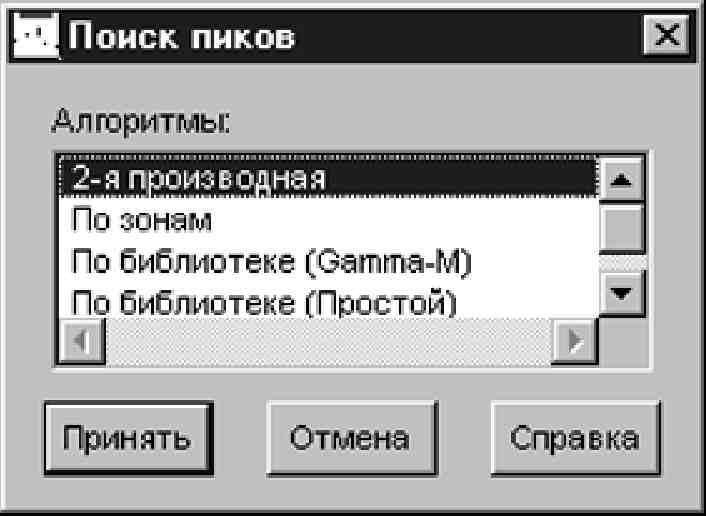 Поиск пиков
Алгоритмы:
2-я производная
По зонам
По библиотеке (Gamma-M)
По библиотеке (Простой)
Принять
Отмена
Справка